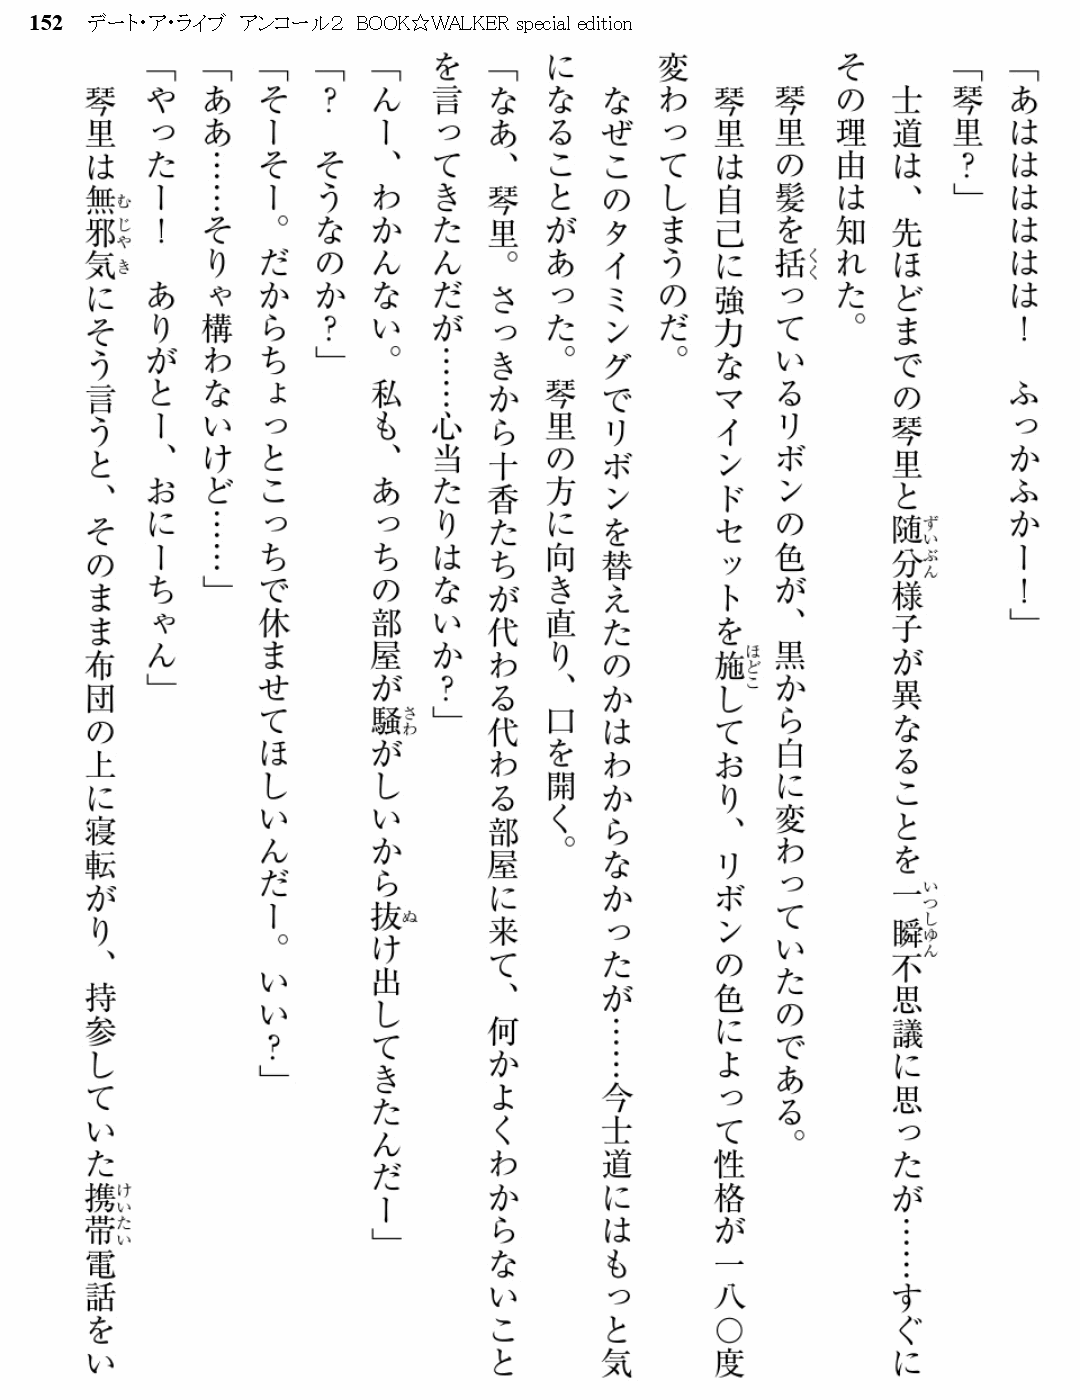 152 デート・ア・ライブ アンコール2 BOOK☆WALKER special edition
「あはははははは！　ふっかふかー！」
「琴里？」
　士道は、先ほどまでの琴里と随分様子が異なることを一瞬不思議に思ったが……すぐに
その理由は知れた。
　琴里の髪を括っているリボンの色が、黒から白に変わっていたのである。
　琴里は自己に強力なマインドセットを施しており、リボンの色によって性格が一八〇度
変わってしまうのだ。
　なぜこのタイミングでリボンを替えたのかはわからなかったが……今士道にはもっと気
になることがあった。琴里の方に向き直り、口を開く。
「なあ、琴里。さっきから十香たちが代わる代わる部屋に来て、何かよくわからないこと
を言ってきたんだが……心当たりはないか？」
「んー、わかんない。私も、あっちの部屋が騒がしいから抜け出してきたんだー」
「？　そうなのか？」
「そーそー。だからちょっとこっちで休ませてほしいんだー。いい？」
「ああ……そりゃ構わないけど……」
「やったー！　ありがとー、おにーちゃん」
　琴里は無邪気にそう言うと、そのまま布団の上に寝転がり、持参していた携帯電話をい